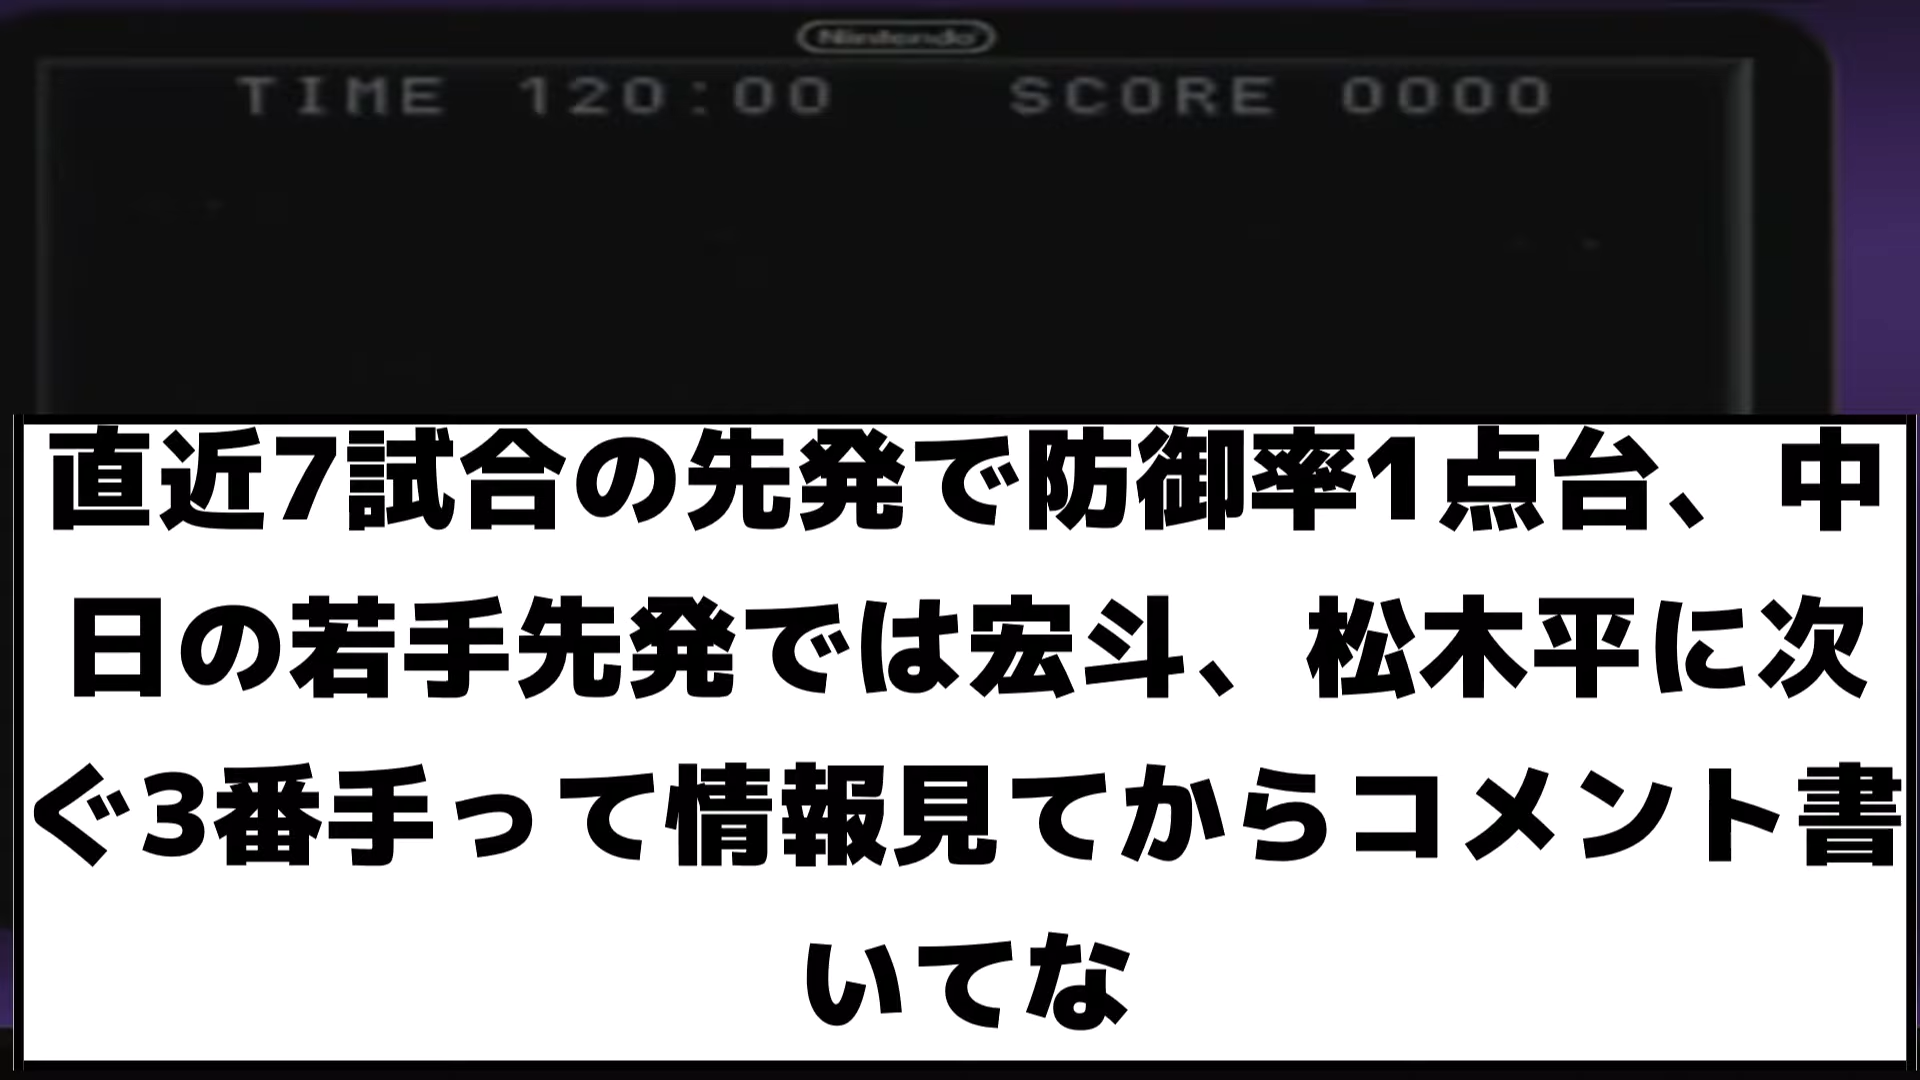 Nintendo
TIME 120:00 SCORE 0000
直近7試合の先発で防御率1点台、中
日の若手先発では宏斗、松木平に次
ぐ3番手って情報見てからコメント書
いてな